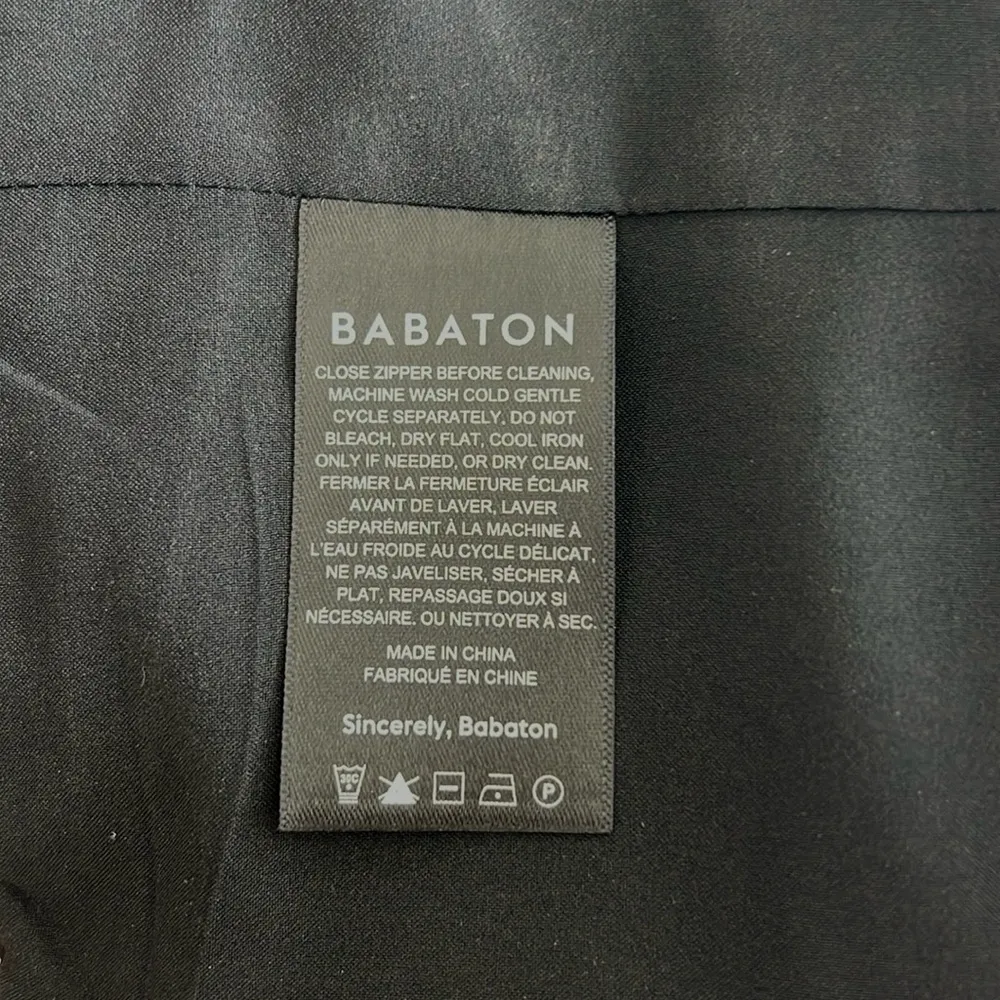 BABATON
CLOSE ZIPPER BEFORE CLEANING,
MACHINE WASH COLD GENTLE
CYCLE SEPARATELY, DO NOT
BLEACH, DRY FLAT, COOL IRON
ONLY IF NEEDED, OR DRY CLEAN.
FERMER LA FERMETURE ÉCLAIR
AVANT DE LAVER, LAVER
SÉPARÉMENT À LA MACHINE À
L'EAU FROIDE AU CYCLE DÉLICAT,
NE PAS JAVELISER, SÉCHER À
PLAT, REPASSAGE DOUX SI
NÉCESSAIRE. OU NETTOYER À SEC.
MADE IN CHINA
FABRIQUÉ EN CHINE
Sincerely, Babaton
30C P